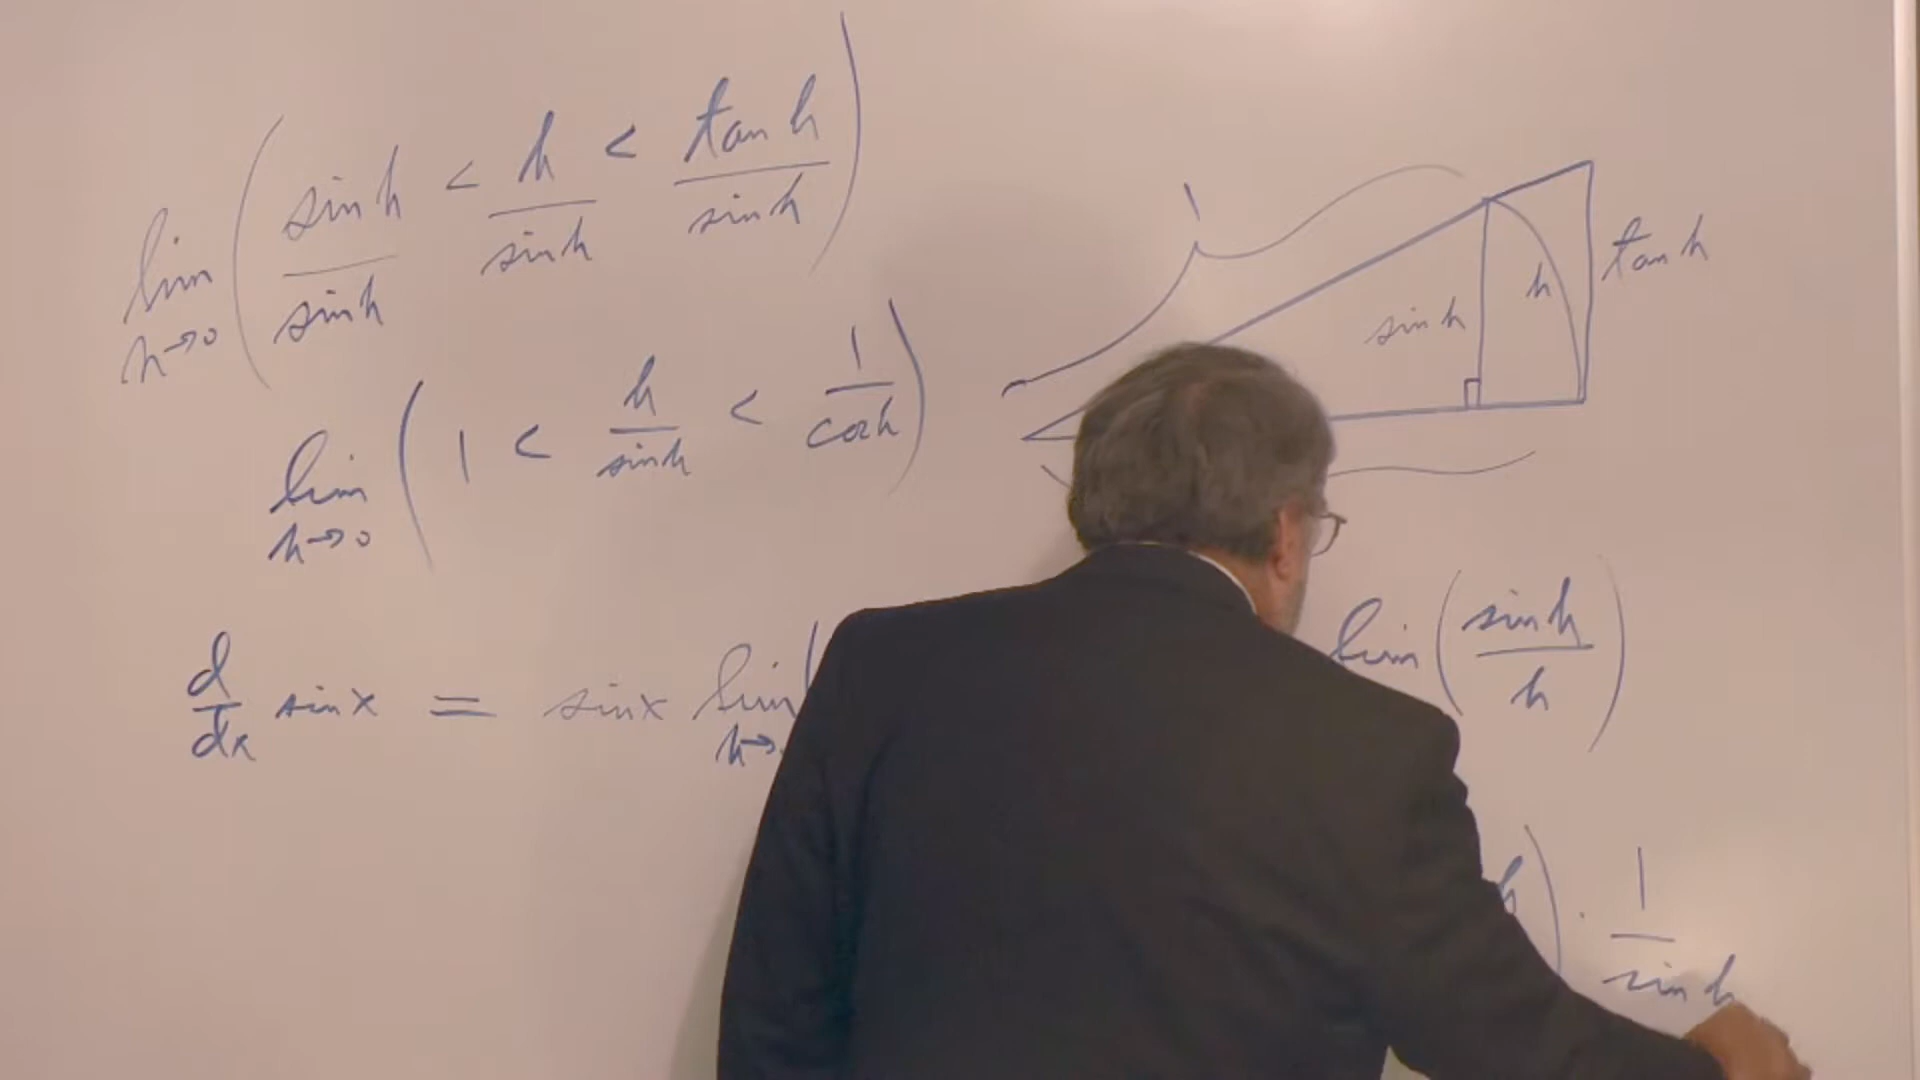 lim h→0 ( sin h / sin h < h / sin h < tan h / sin h )
lim h→0 ( 1 < h / sin h < 1 / cos h )
1
sin h
h
tan h
d/dx sin x = sin x lim h→
lim ( sin h / h )
h ) · 1 / sin h